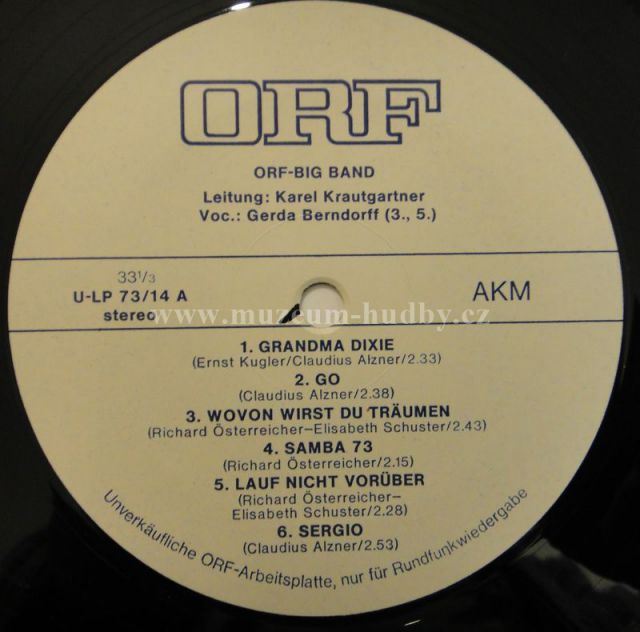 ORF
ORF-BIG BAND
Leitung: Karel Krautgartner
Voc.: Gerda Berndorff (3., 5.)
33 1/3
U-LP 73/14 A
stereo
AKM
www.muzeum-hudby.cz
1. GRANDMA DIXIE
(Ernst Kugler/Claudius Alzner/2.33)
2. GO
(Claudius Alzner/2.38)
3. WOVON WIRST DU TRÄUMEN
(Richard Österreicher–Elisabeth Schuster/2.43)
4. SAMBA 73
(Richard Österreicher/2.15)
5. LAUF NICHT VORÜBER
(Richard Österreicher–
Elisabeth Schuster/2.28)
6. SERGIO
(Claudius Alzner/2.53)
Unverkäufliche ORF-Arbeitsplatte, nur für Rundfunkwiedergabe